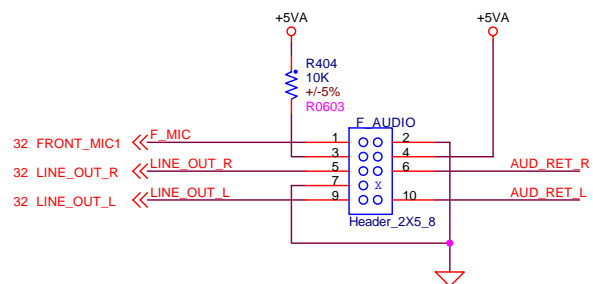 +5VA
+5VA
R404
10K
+/-5%
R0603
F_AUDIO
32 FRONT_MIC1 F_MIC 1 2
3 4
32 LINE_OUT_R LINE_OUT_R 5 6 AUD_RET_R
7 X
32 LINE_OUT_L LINE_OUT_L 9 10 AUD_RET_L
Header_2X5_8